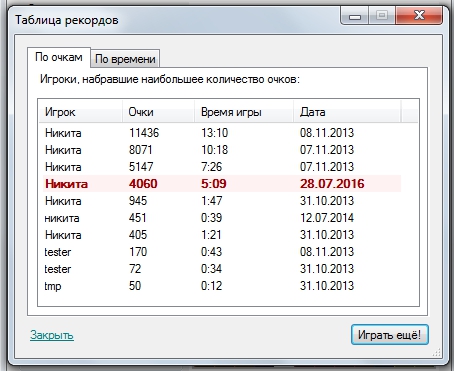 Таблица рекордов
По очкам По времени
Игроки, набравшие наибольшее количество очков:
Игрок Очки Время игры Дата
Никита 11436 13:10 08.11.2013
Никита 8071 10:18 07.11.2013
Никита 5147 7:26 07.11.2013
Никита 4060 5:09 28.07.2016
Никита 945 1:47 31.10.2013
никита 451 0:39 12.07.2014
Никита 405 1:21 31.10.2013
tester 170 0:43 08.11.2013
tester 72 0:34 31.10.2013
tmp 50 0:12 31.10.2013
Закрыть Играть ещё!